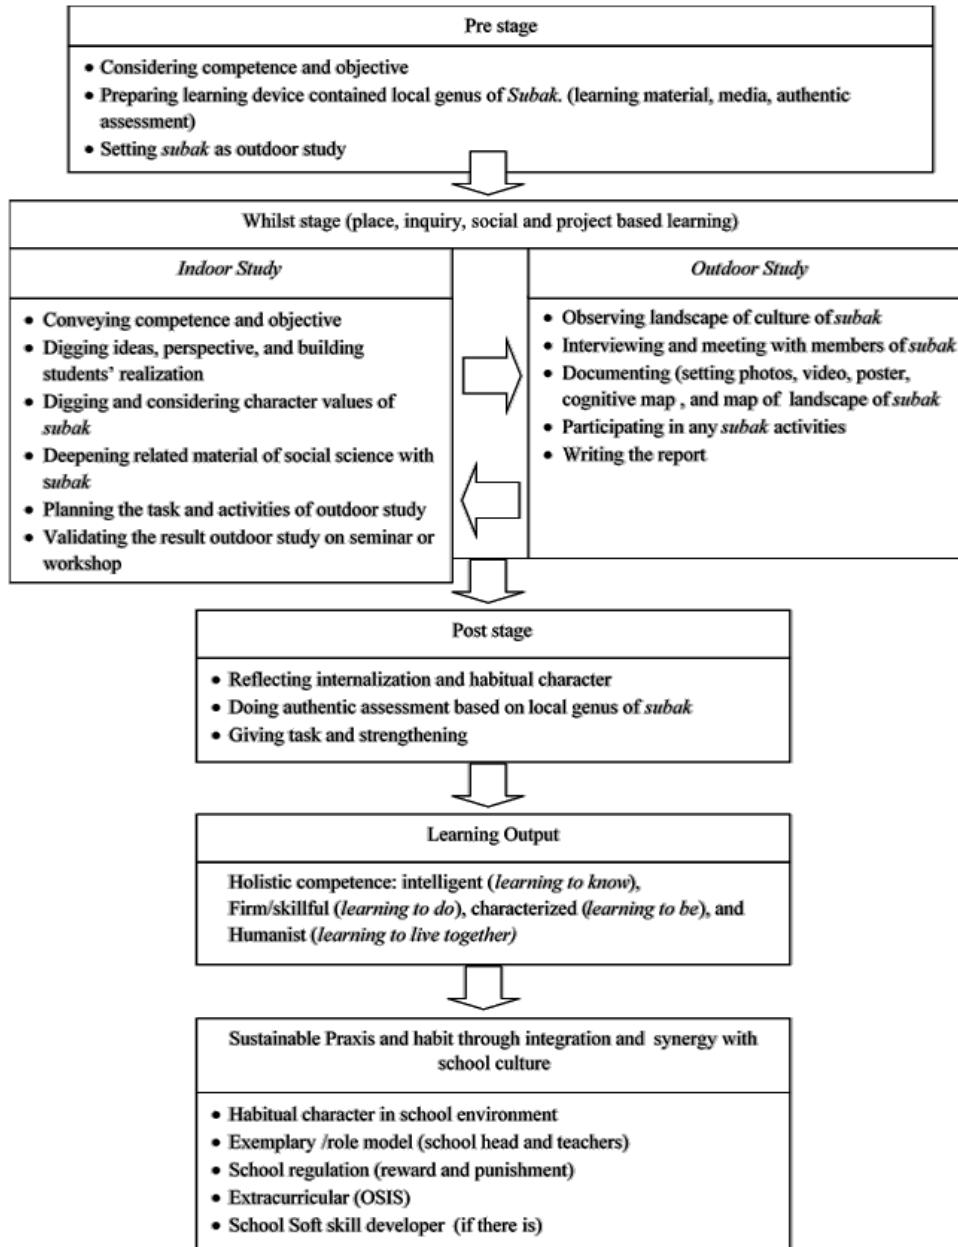 Pre stage
• Considering competence and objective
• Preparing learning device contained local genus of Subak. (learning material, media, authentic
assessment)
• Setting subak as outdoor study
Whilst stage (place, inquiry, social and project based learning)
Indoor Study
• Conveying competence and objective
• Digging ideas, perspective, and building
students’ realization
• Digging and considering character values of
subak
• Deepening related material of social science with
subak
• Planning the task and activities of outdoor study
• Validating the result outdoor study on seminar or
workshop
Outdoor Study
• Observing landscape of culture of subak
• Interviewing and meeting with members of subak
• Documenting (setting photos, video, poster,
cognitive map , and map of landscape of subak
• Participating in any subak activities
• Writing the report
Post stage
• Reflecting internalization and habitual character
• Doing authentic assessment based on local genus of subak
• Giving task and strengthening
Learning Output
Holistic competence: intelligent (learning to know),
Firm/skillful (learning to do), characterized (learning to be), and
Humanist (learning to live together)
Sustainable Praxis and habit through integration and synergy with
school culture
• Habitual character in school environment
• Exemplary /role model (school head and teachers)
• School regulation (reward and punishment)
• Extracurricular (OSIS)
• School Soft skill developer (if there is)